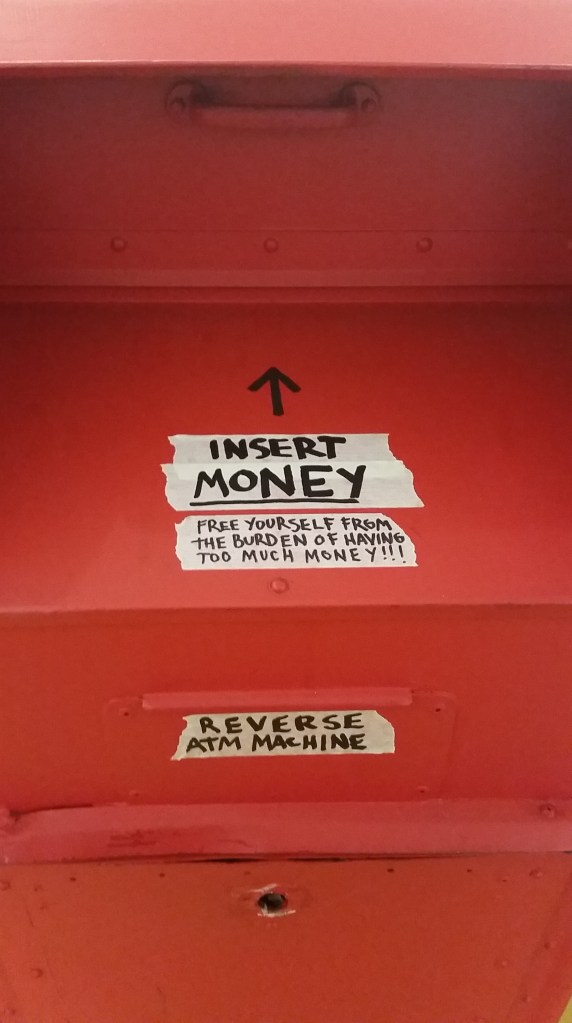 INSERT
MONEY
FREE YOURSELF FROM
THE BURDEN OF HAVING
TOO MUCH MONEY!!!
REVERSE
ATM MACHINE